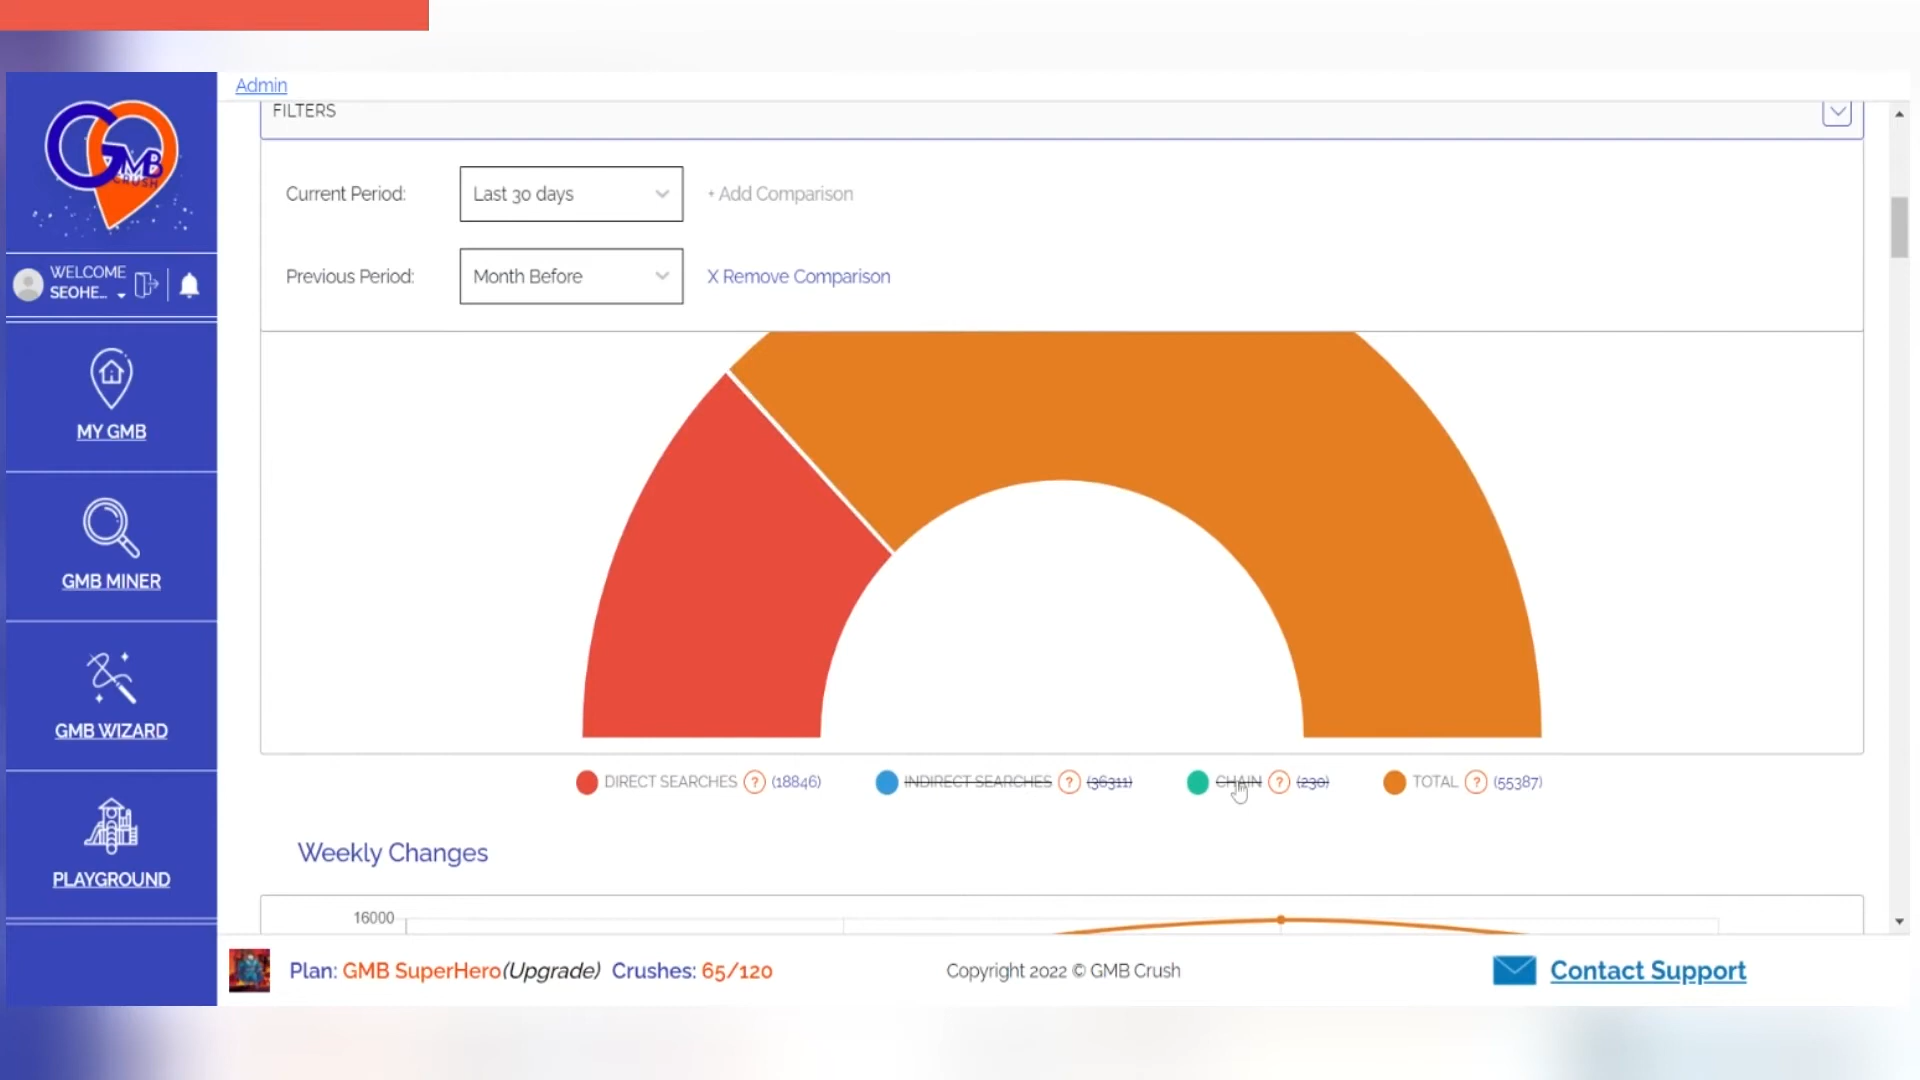 Admin
FILTERS
Current Period: Last 30 days + Add Comparison
Previous Period: Month Before X Remove Comparison
GMB
CRUSH
WELCOME
SEOHE...
MY GMB
GMB MINER
GMB WIZARD
PLAYGROUND
DIRECT SEARCHES ? (18846) INDIRECT SEARCHES ? (36311) CHAIN ? (230) TOTAL ? (55387)
Weekly Changes
16000
Plan: GMB SuperHero(Upgrade) Crushes: 65/120 Copyright 2022 © GMB Crush Contact Support